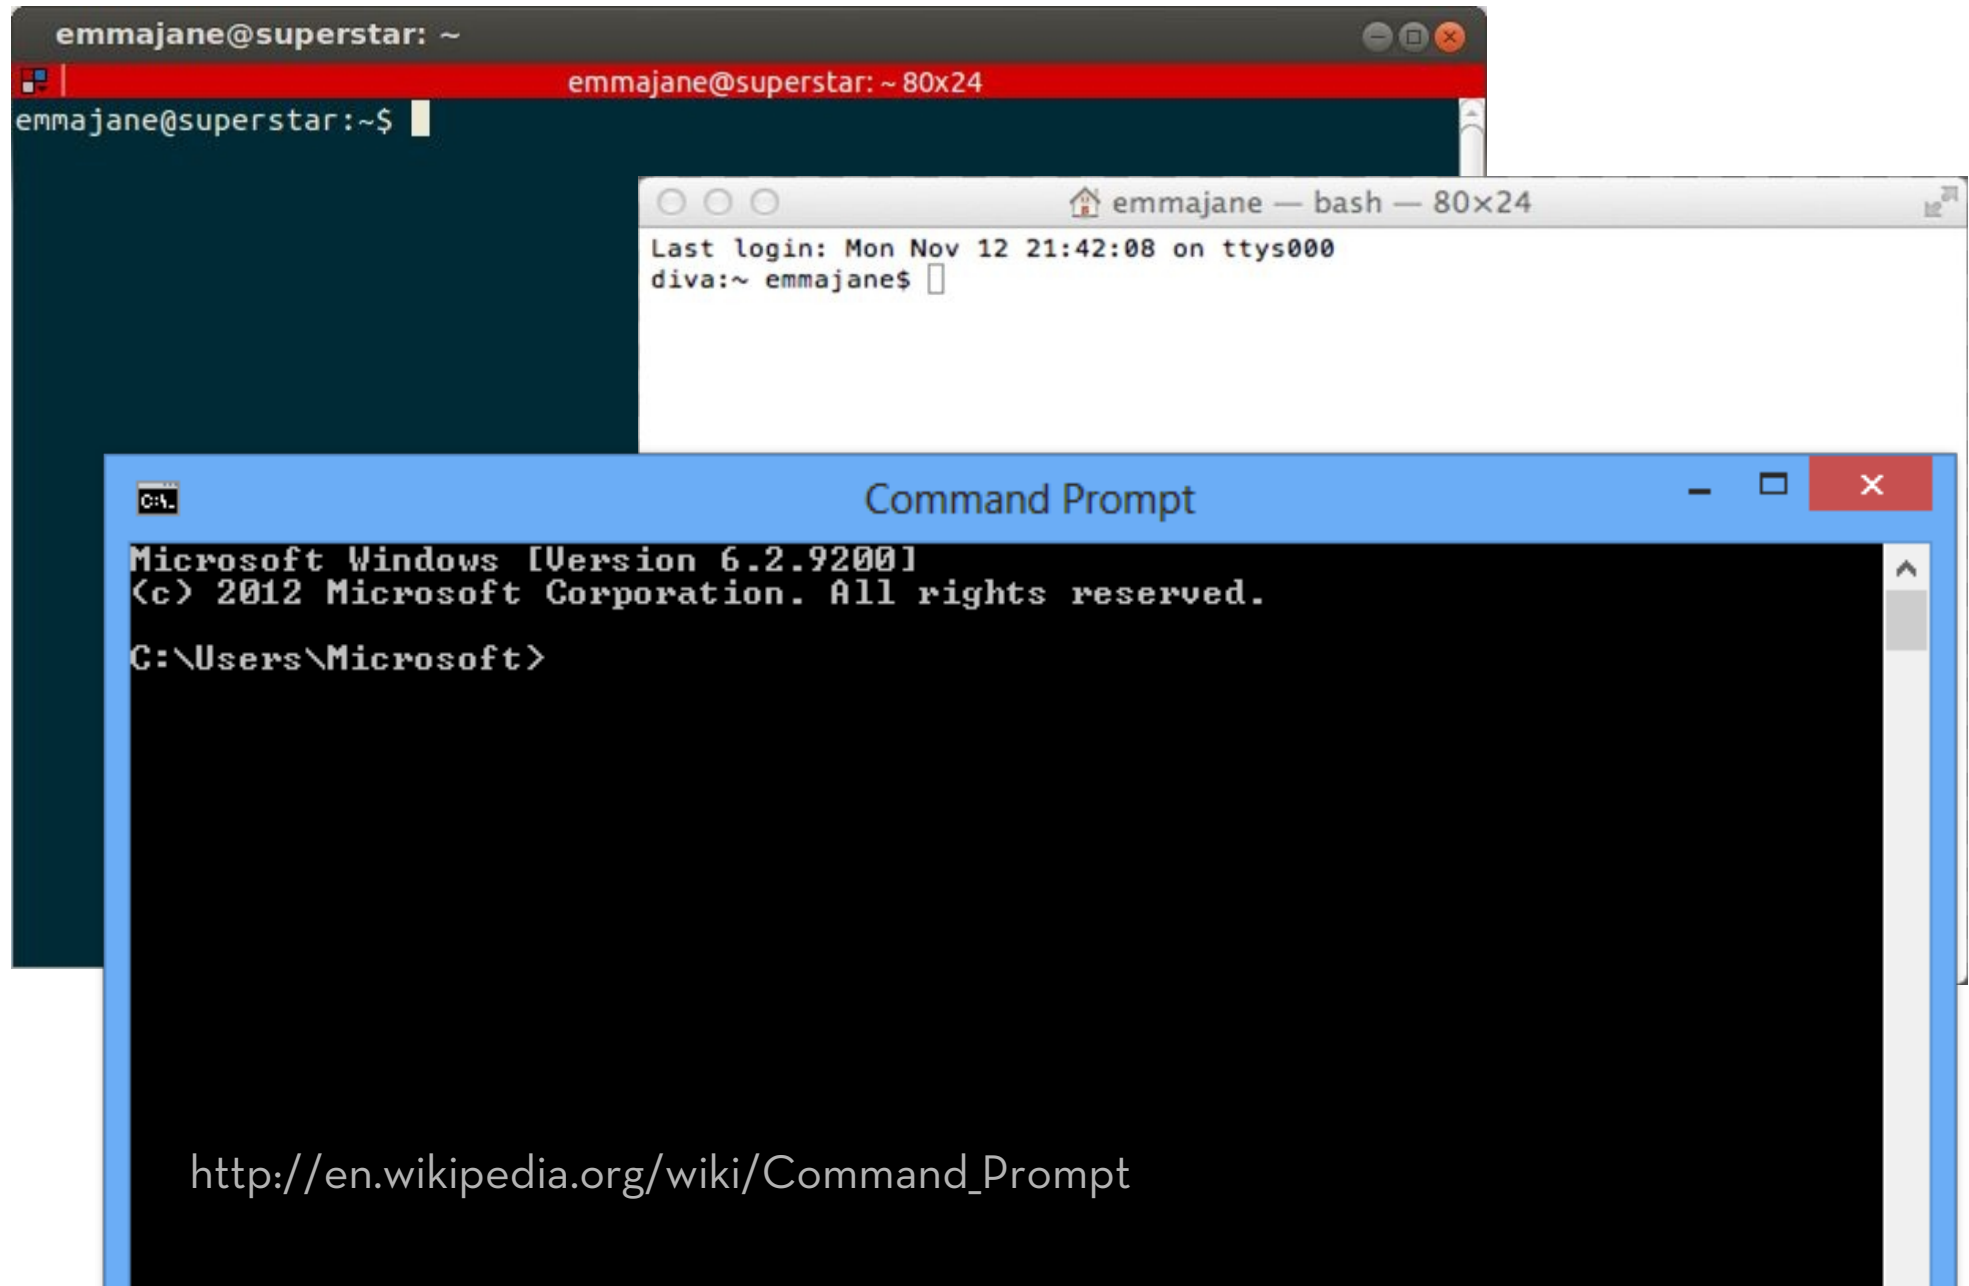 emmajane@superstar: ~
emmajane@superstar: ~ 80x24
emmajane@superstar:~$
emmajane — bash — 80×24
Last login: Mon Nov 12 21:42:08 on ttys000
diva:~ emmajane$
C:\.
Command Prompt
Microsoft Windows [Version 6.2.9200]
(c) 2012 Microsoft Corporation. All rights reserved.
C:\Users\Microsoft>
http://en.wikipedia.org/wiki/Command_Prompt